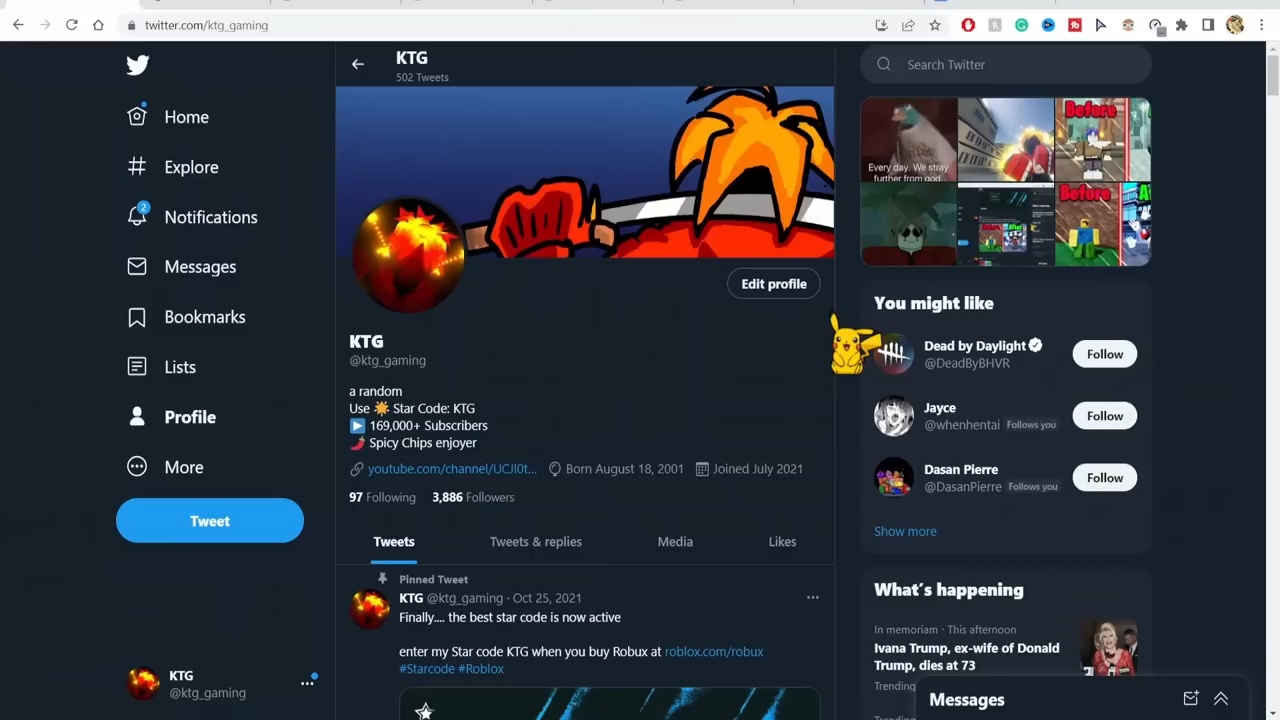 twitter.com/ktg_gaming
Home
Explore
2
Notifications
Messages
Bookmarks
Lists
Profile
More
Tweet
KTG
@ktg_gaming
KTG
502 Tweets
Edit profile
KTG
@ktg_gaming
a random
Use ☀️ Star Code: KTG
▶️ 169,000+ Subscribers
🌶️ Spicy Chips enjoyer
youtube.com/channel/UCJl0t...
Born August 18, 2001
Joined July 2021
97 Following
3,886 Followers
Tweets
Tweets & replies
Media
Likes
Pinned Tweet
KTG @ktg_gaming · Oct 25, 2021
Finally.... the best star code is now active
enter my Star code KTG when you buy Robux at roblox.com/robux
#Starcode #Roblox
Search Twitter
Every day. We stray
further from god.
Before
Before
You might like
Dead by Daylight
@DeadByBHVR
Follow
Jayce
@whenhentai Follows you
Follow
Dasan Pierre
@DasanPierre Follows you
Follow
Show more
What's happening
In memoriam · This afternoon
Ivana Trump, ex-wife of Donald
Trump, dies at 73
Trending
Messages